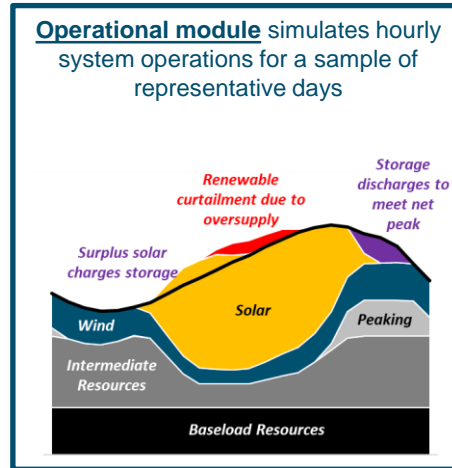 Operational module simulates hourly
system operations for a sample of
representative days
Renewable
curtailment due to
oversupply
Storage
discharges to
meet net
peak
Surplus solar
charges storage
Solar
Wind
Peaking
Intermediate
Resources
Baseload Resources